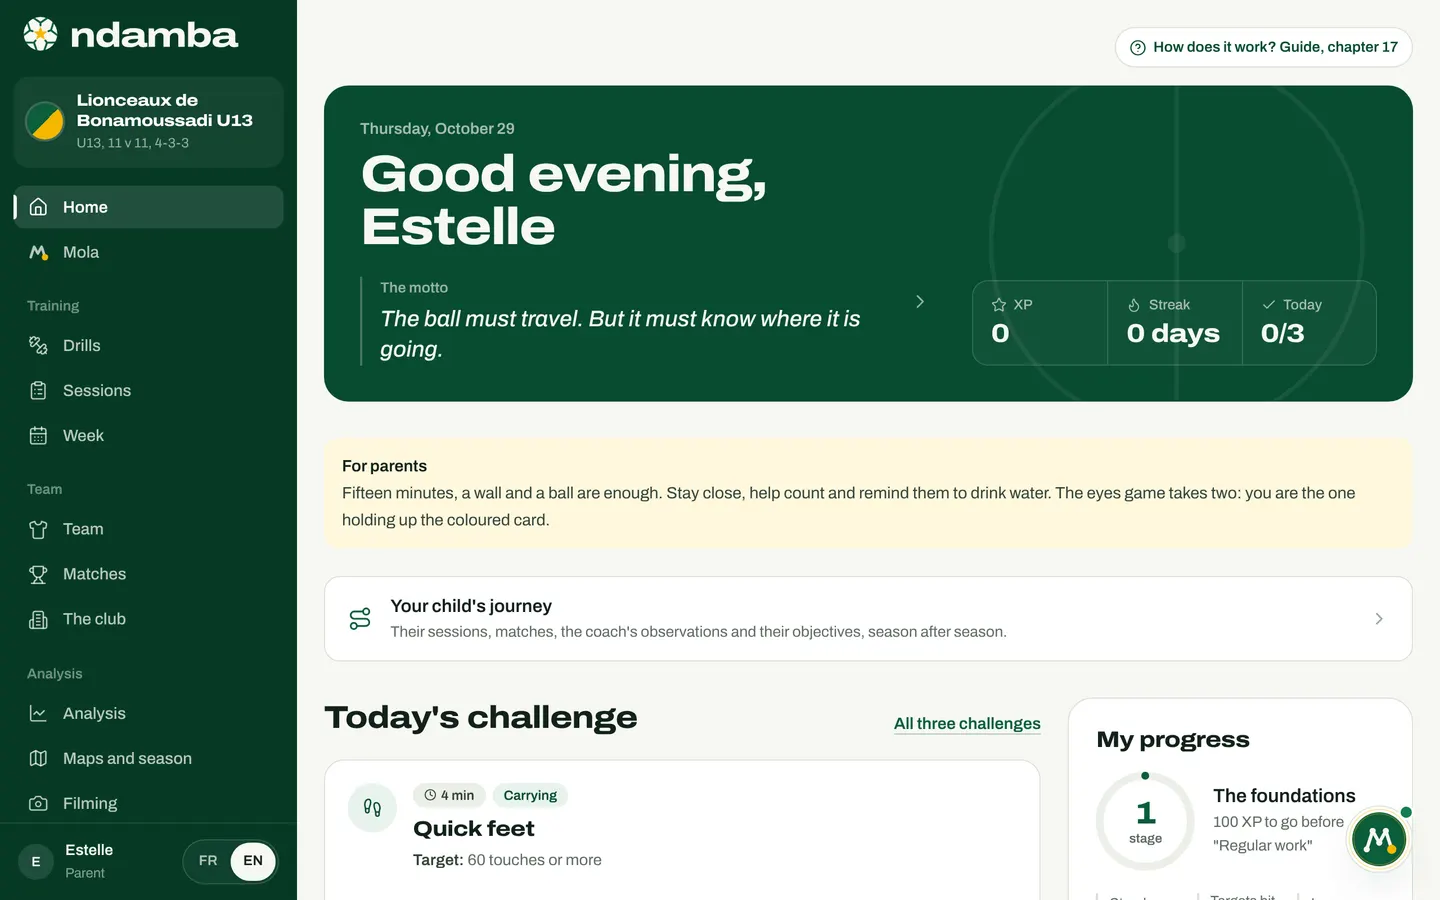 ndamba
Lionceaux de
Bonamoussadi U13
U13, 11 v 11, 4-3-3
Home
Mola
Training
Drills
Sessions
Week
Team
Team
Matches
The club
Analysis
Analysis
Maps and season
Filming
E
Estelle
Parent
FR
EN
How does it work? Guide, chapter 17
Thursday, October 29
Good evening,
Estelle
The motto
The ball must travel. But it must know where it is
going.
XP
0
Streak
0 days
Today
0/3
For parents
Fifteen minutes, a wall and a ball are enough. Stay close, help count and remind them to drink water. The eyes game takes two: you are the one
holding up the coloured card.
Your child's journey
Their sessions, matches, the coach's observations and their objectives, season after season.
Today's challenge
All three challenges
4 min
Carrying
Quick feet
Target: 60 touches or more
My progress
1
stage
The foundations
100 XP to go before
"Regular work"
Targets hit